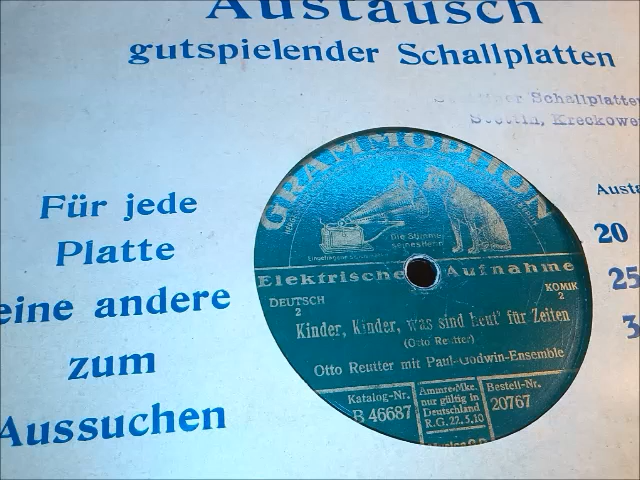 Austausch
gutspielender Schallplatten
Schallplatten
Stettin, Kreckower
Für jede
Platte
eine andere
zum
Aussuchen
Austa
20
25
3
GRAMMOPHON
Die Stimme
seines Herrn
Elektrische Aufnahme
DEUTSCH
2
KOMIK
2
Kinder, Kinder, was sind heut' für Zeiten
(Otto Reutter)
Otto Reutter mit Paul-Godwin-Ensemble
Katalog-Nr.
B 46687
Ammre-Mke.
nur gültig in
Deutschland
R.G. 22.5.10
Bestell-Nr.
20767